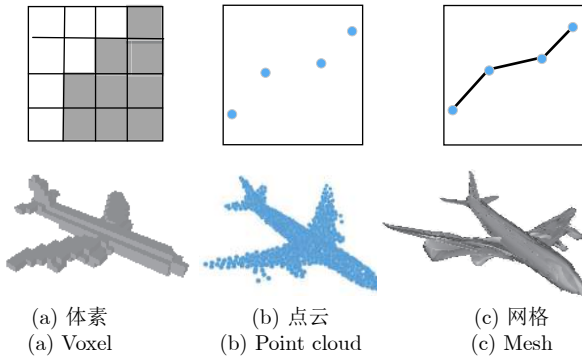 (a) 体素 (b) 点云 (c) 网格
(a) Voxel (b) Point cloud (c) Mesh